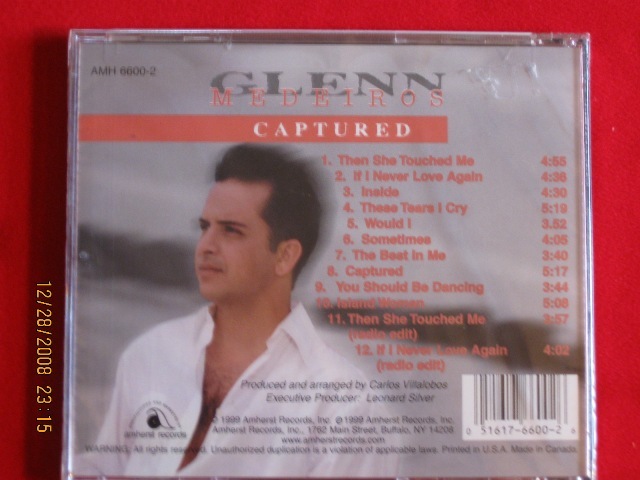 AMH 6600-2
GLENN
MEDEIROS
CAPTURED
1. Then She Touched Me 4:55
2. If I Never Love Again 4:38
3. Inside 4:30
4. These Tears I Cry 5:19
5. Would I 3.52
6. Sometimes 4:05
7. The Best In Me 3:40
8. Captured 5:17
9. You Should Be Dancing 3:44
10. Island Woman 5:08
11. Then She Touched Me 3:57
(radio edit)
12. If I Never Love Again 4:02
(radio edit)
Produced and arranged by Carlos Villalobos
Executive Producer: Leonard Silver
amherst records
© 1999 Amherst Records, Inc. ℗ 1999 Amherst Records, Inc.
Amherst Records, Inc., 1762 Main Street, Buffalo, NY 14208
www.amherstrecords.com
WARNING: All rights reserved. Unauthorized duplication is a violation of applicable laws. Printed in U.S.A. Made in Canada.
0 51617-6600-2 6
12/28/2008 23:15